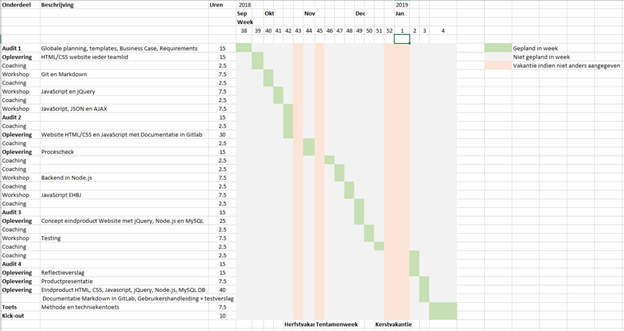 Onderdeel Beschrijving Uren 2018 2019
Sep Okt Nov Dec Jan
Week
38 39 40 41 42 43 44 45 46 47 48 49 50 51 52 1 2 3 4
Audit 1 Globale planning, templates, Business Case, Requirements 15 Gepland in week
Oplevering HTML/CSS website ieder teamlid 15 Niet gepland in week
Coaching 2.5 Vakantie indien niet anders aangegeven
Workshop Git en Markdown 7.5
Coaching 2.5
Workshop JavaScript en jQuery 7.5
Coaching 2.5
Workshop JavaScript, JSON en AJAX 7.5
Audit 2 15
Coaching 2.5
Oplevering Website HTML/CSS en JavaScript met Documentatie in Gitlab 30
Coaching 2.5
Oplevering Procescheck 15
Coaching 2.5
Coaching 2.5
Workshop Backend in Node.js 7.5
Coaching 2.5
Workshop JavaScript EHBJ 7.5
Coaching 2.5
Audit 3 15
Oplevering Concept eindproduct Website met jQuery, Node.js en MySQL 25
Coaching 2.5
Workshop Testing 7.5
Coaching 2.5
Coaching 2.5
Audit 4 15
Oplevering Reflectieverslag 15
Oplevering Productpresentatie 7.5
Oplevering Eindproduct HTML, CSS, Javascript, jQuery, Node.js, MySQL DB 40
Documentatie Markdown in GitLab, Gebruikershandleiding + testverslag
Toets Methode en techniekentoets 7.5
Kick-out 10
Herfstvakan Tentamenweek Kerstvakantie